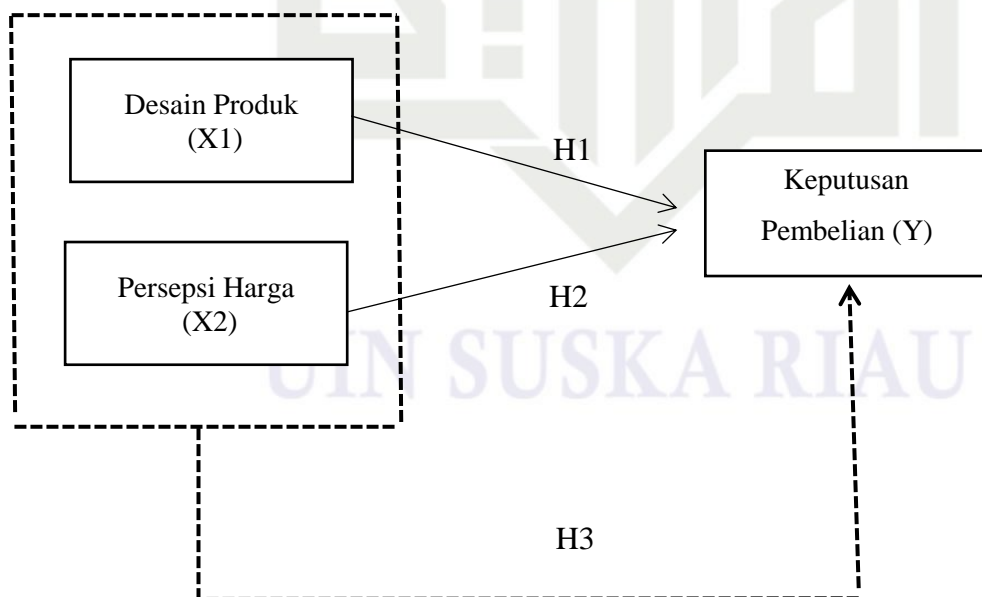 Desain Produk
(X1)
H1
Keputusan
Pembelian (Y)
Persepsi Harga
(X2)
H2
UIN SUSKA RIAU
H3